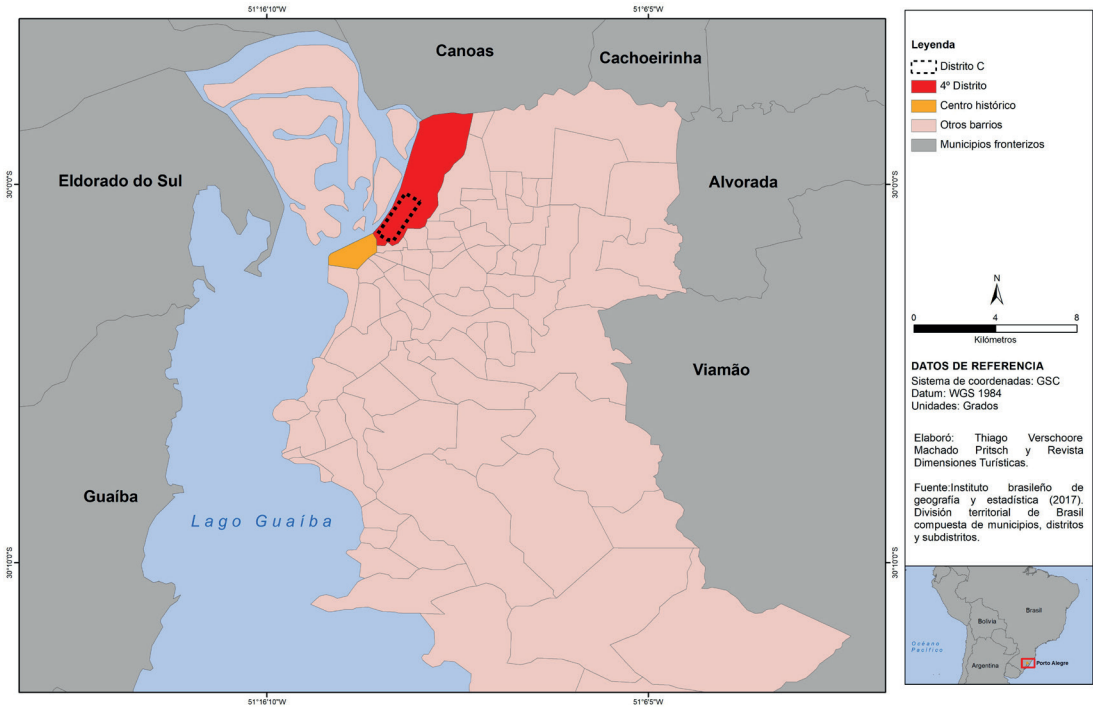 51°16'10"W
51°6'5"W
Canoas
Cachoeirinha
Eldorado do Sul
Alvorada
Viamão
Guaíba
Lago Guaíba
30°0'0"S
30°0'0"S
30°10'0"S
30°10'0"S
51°16'10"W
51°6'5"W
Leyenda
Distrito C
4º Distrito
Centro histórico
Otros barrios
Municipios fronterizos
N
0 4 8
Kilómetros
DATOS DE REFERENCIA
Sistema de coordenadas: GSC
Datum: WGS 1984
Unidades: Grados
Elaboró: Thiago Verschoore
Machado Pritsch y Revista
Dimensiones Turísticas.
Fuente:Instituto brasileño de
geografía y estadística (2017).
División territorial de Brasil
compuesta de municipios, distritos
y subdistritos.
Brasil
Bolivia
Océano
Pacífico
Argentina
Porto Alegre